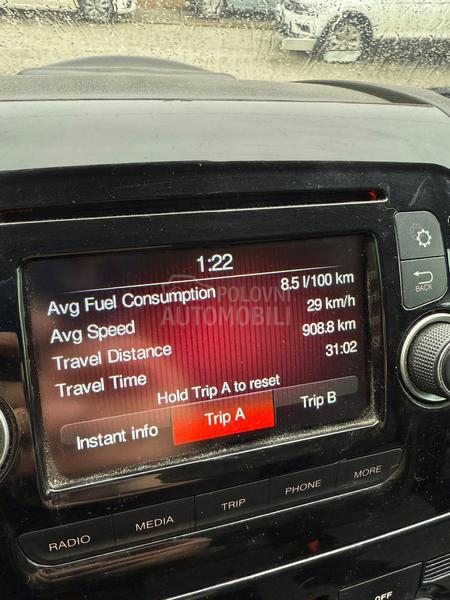 1:22
Avg Fuel Consumption 8.5 l/100 km
Avg Speed 29 km/h
Travel Distance 908.8 km
Travel Time 31:02
POLOVNI
AUTOMOBILI
Hold Trip A to reset
Instant info Trip A Trip B
BACK
RADIO MEDIA TRIP PHONE MORE
OFF